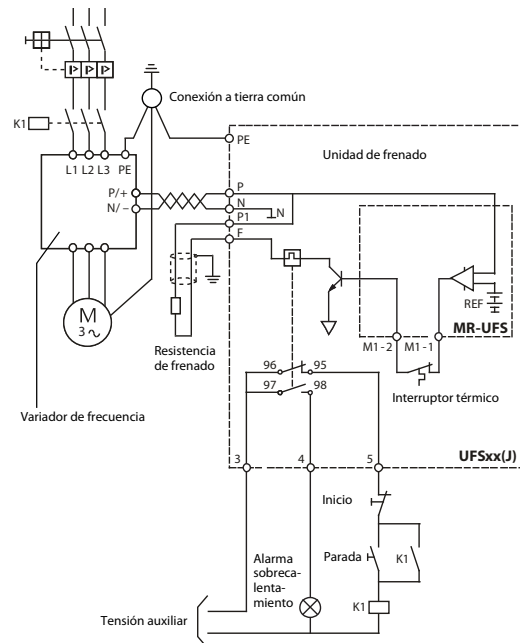 I> I> I>
Conexión a tierra común
K1
L1 L2 L3 PE
PE
Unidad de frenado
P/+
N/–
P
N
N
P1
F
REF
MR-UFS
M
3~
M1-2 M1-1
Resistencia
de frenado
Interruptor térmico
96 95
97 98
Variador de frecuencia
UFSxx(J)
3 4 5
Inicio
Alarma
sobreca-
lentamiento
Parada
K1
K1
Tensión auxiliar